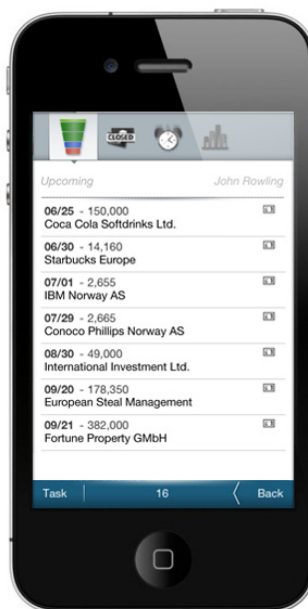 CLOSED
Upcoming John Rowling
06/25 - 150,000
Coca Cola Softdrinks Ltd.
06/30 - 14,160
Starbucks Europe
07/01 - 2,655
IBM Norway AS
07/29 - 2,665
Conoco Phillips Norway AS
08/30 - 49,000
International Investment Ltd.
09/20 - 178,350
European Steal Management
09/21 - 382,000
Fortune Property GMbH
Task 16 Back